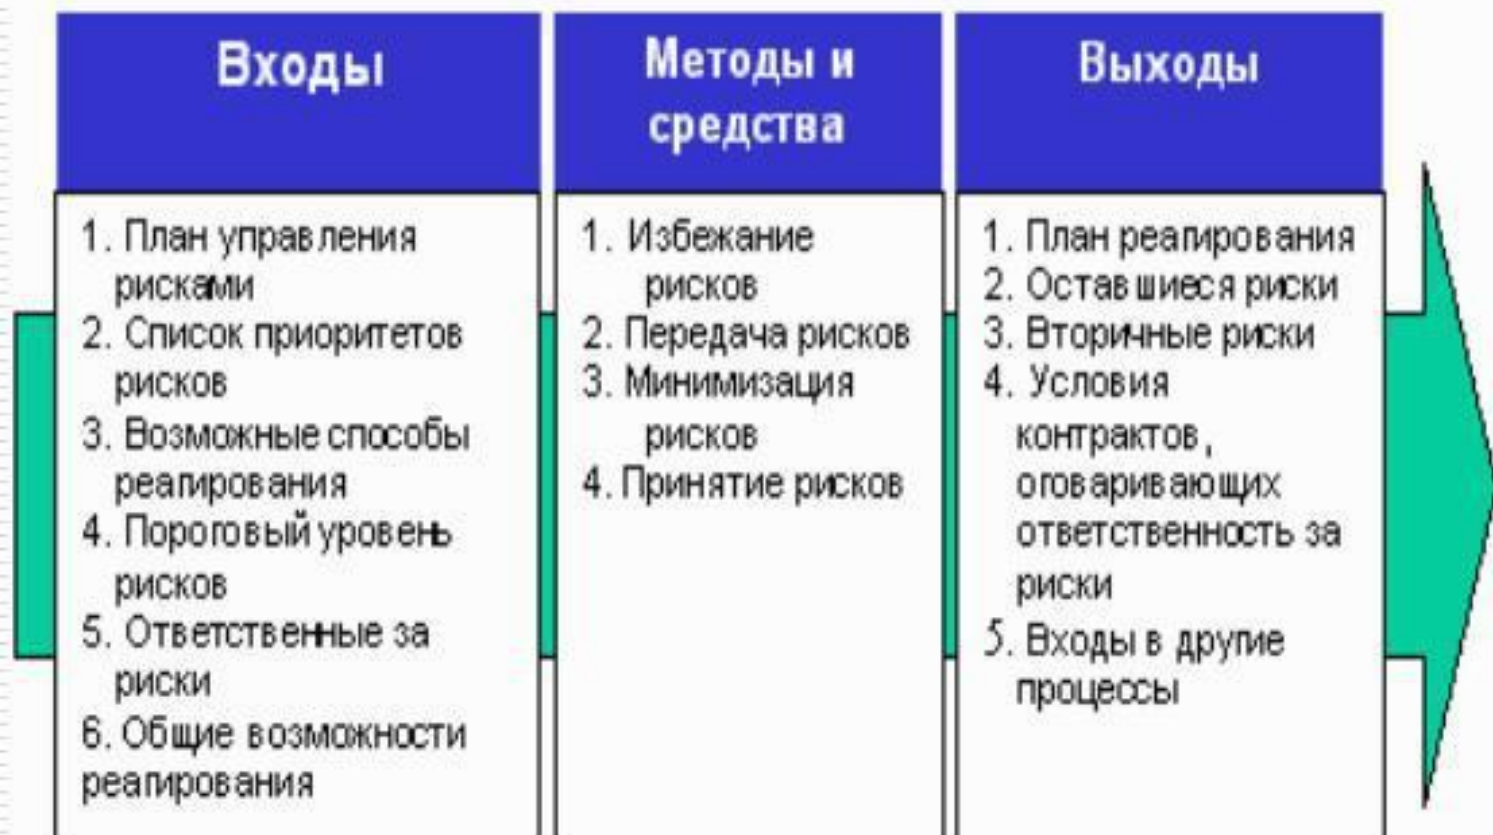 Входы
1. План управления
рисками
2. Список приоритетов
рисков
3. Возможные способы
реагирования
4. Пороговый уровень
рисков
5. Ответственные за
риски
6. Общие возможности
реагирования
Методы и
средства
1. Избежание
рисков
2. Передача рисков
3. Минимизация
рисков
4. Принятие рисков
Выходы
1. План реагирования
2. Оставшиеся риски
3. Вторичные риски
4. Условия
контрактов,
оговаривающих
ответственность за
риски
5. Входы в другие
процессы